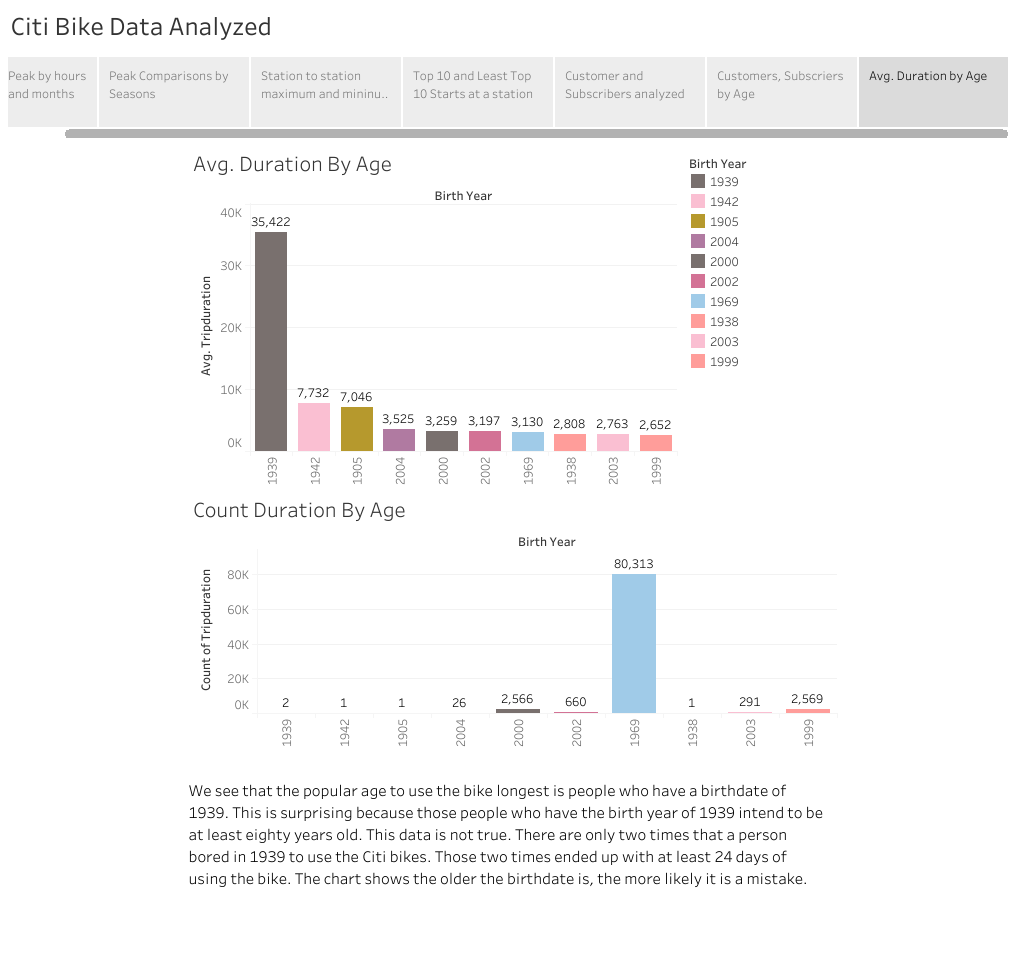 Citi Bike Data Analyzed
Peak by hours
and months
Peak Comparisons by
Seasons
Station to station
maximum and mininu..
Top 10 and Least Top
10 Starts at a station
Customer and
Subscribers analyzed
Customers, Subscriers
by Age
Avg. Duration by Age
Avg. Duration By Age
Birth Year
Avg. Tripduration
40K
30K
20K
10K
0K
35,422
7,732
7,046
3,525
3,259
3,197
3,130
2,808
2,763
2,652
1939
1942
1905
2004
2000
2002
1969
1938
2003
1999
Birth Year
1939
1942
1905
2004
2000
2002
1969
1938
2003
1999
Count Duration By Age
Birth Year
Count of Tripduration
80K
60K
40K
20K
0K
2
1
1
26
2,566
660
80,313
1
291
2,569
1939
1942
1905
2004
2000
2002
1969
1938
2003
1999
We see that the popular age to use the bike longest is people who have a birthdate of
1939. This is surprising because those people who have the birth year of 1939 intend to be
at least eighty years old. This data is not true. There are only two times that a person
bored in 1939 to use the Citi bikes. Those two times ended up with at least 24 days of
using the bike. The chart shows the older the birthdate is, the more likely it is a mistake.